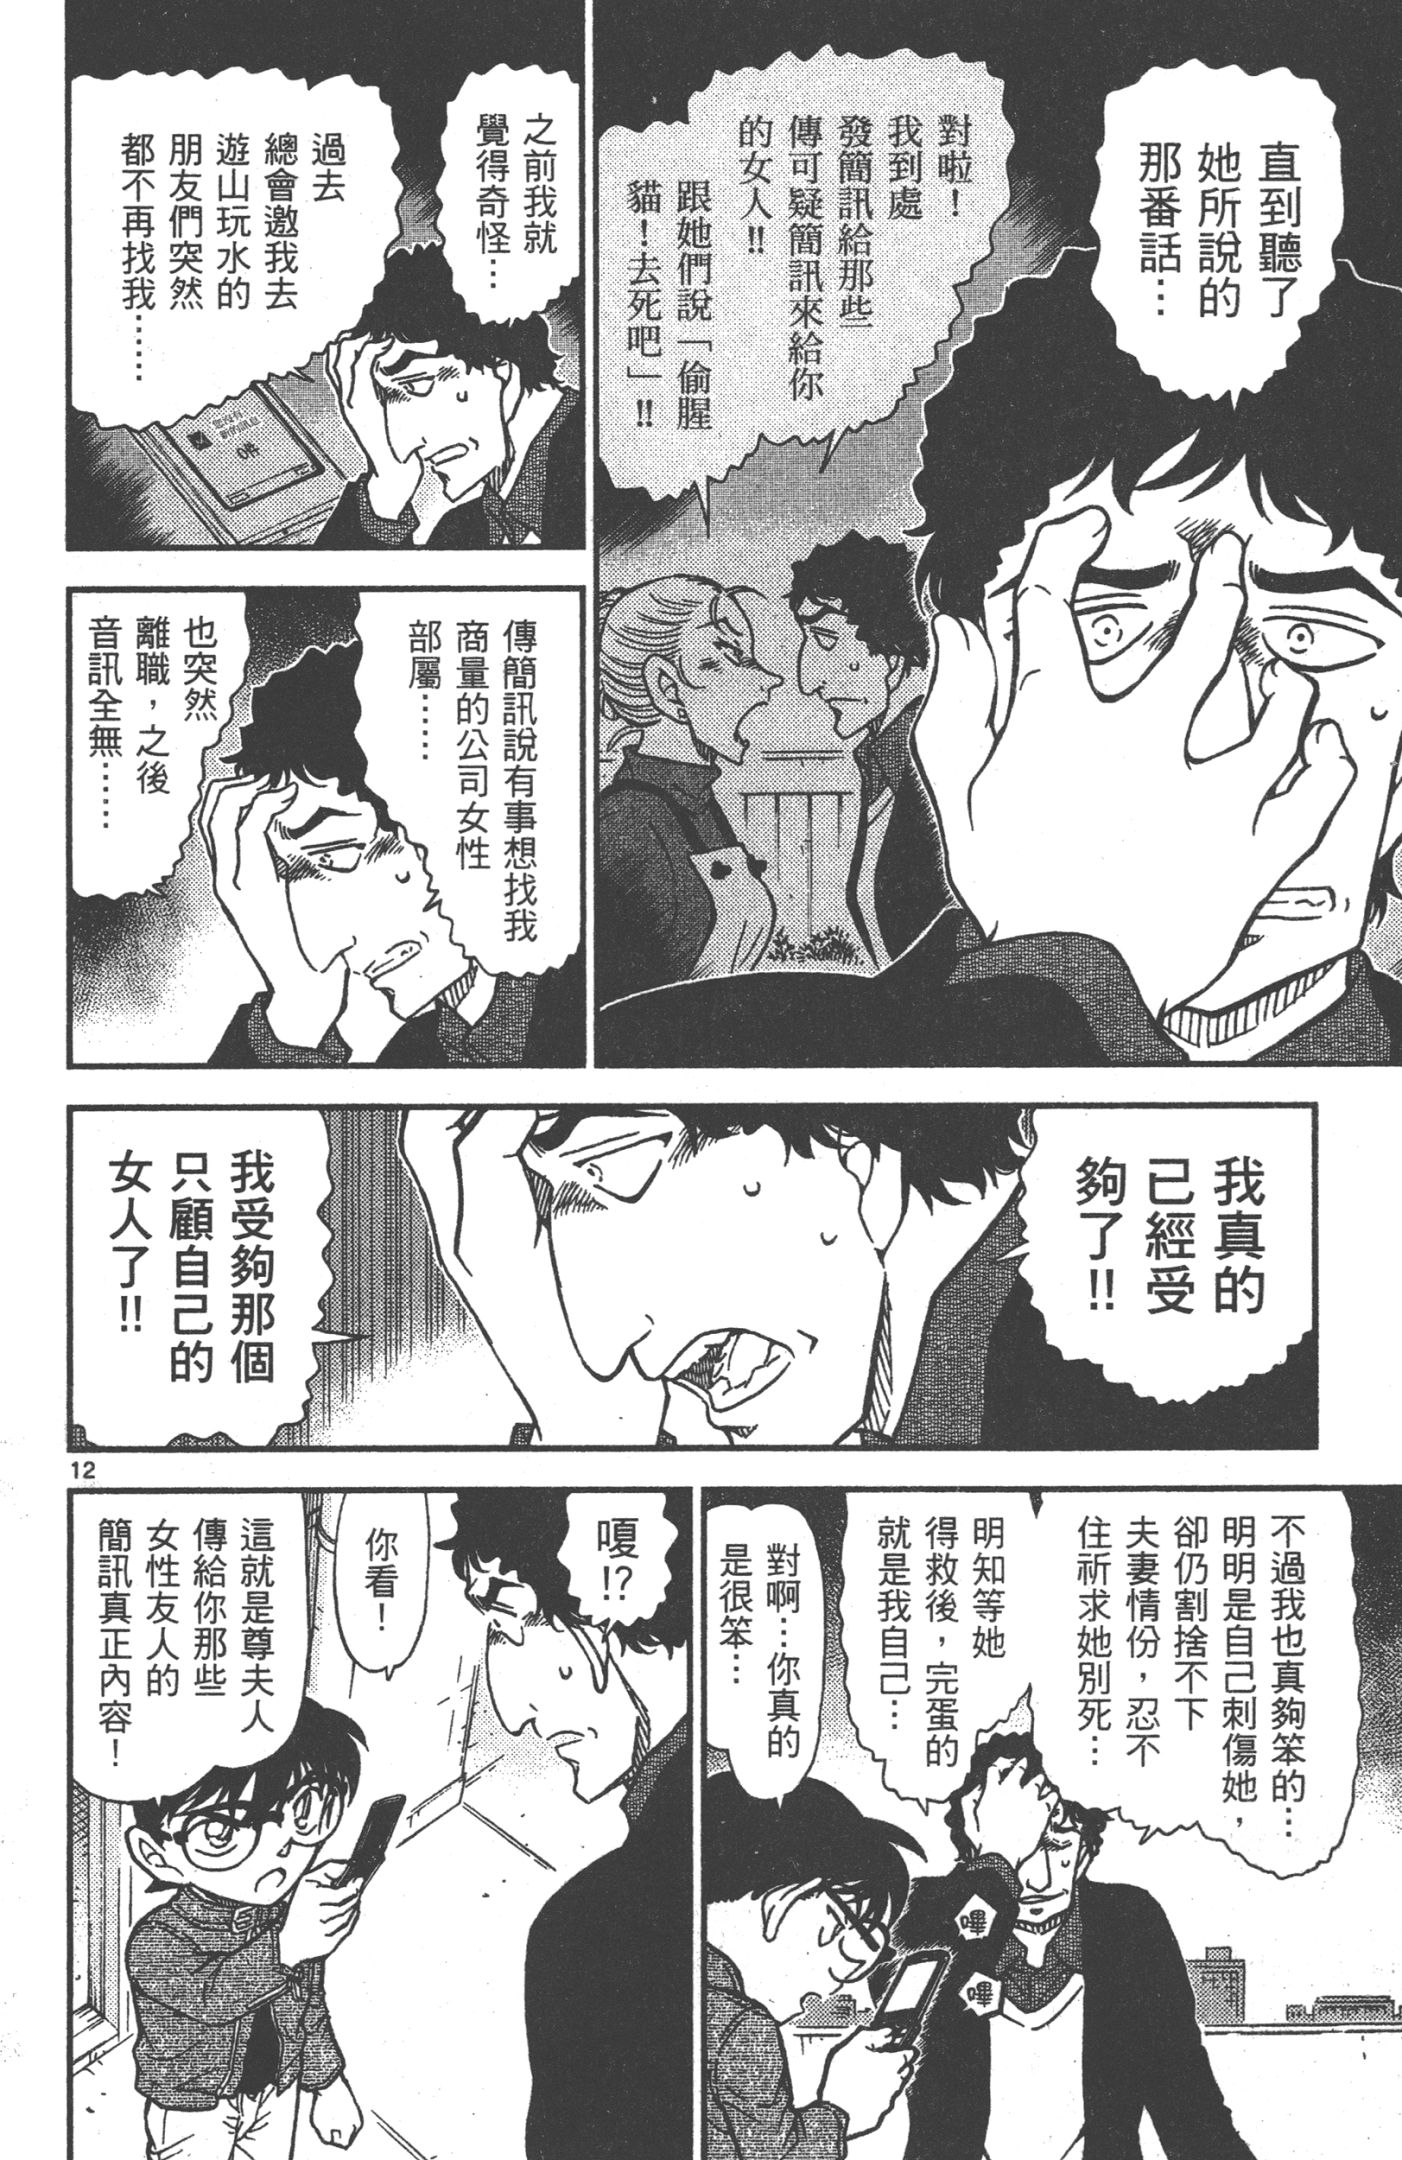 直到聽了
她所說的
那番話…
對啦！
我到處
發簡訊給那些
傳可疑簡訊來給你
的女人!!
跟她們說「偷腥
貓！去死吧」!!
之前我就
覺得奇怪…
過去
總會邀我去
遊山玩水的
朋友們突然
都不再找我……
0件
傳簡訊說有事想找我
商量的公司女性
部屬……
也突然
離職，之後
音訊全無……
我真的
已經受
夠了!!
我受夠那個
只顧自己的
女人了!!
12
不過我也真夠笨的…
明明是自己刺傷她，
卻仍割捨不下
夫妻情份，忍不
住祈求她別死…
明知等她
得救後，完蛋的
就是我自己…
對啊…你真的
是很笨…
嗶
嗶
嗄!?
你看！
這就是尊夫人
傳給你那些
女性友人的
簡訊真正內容！